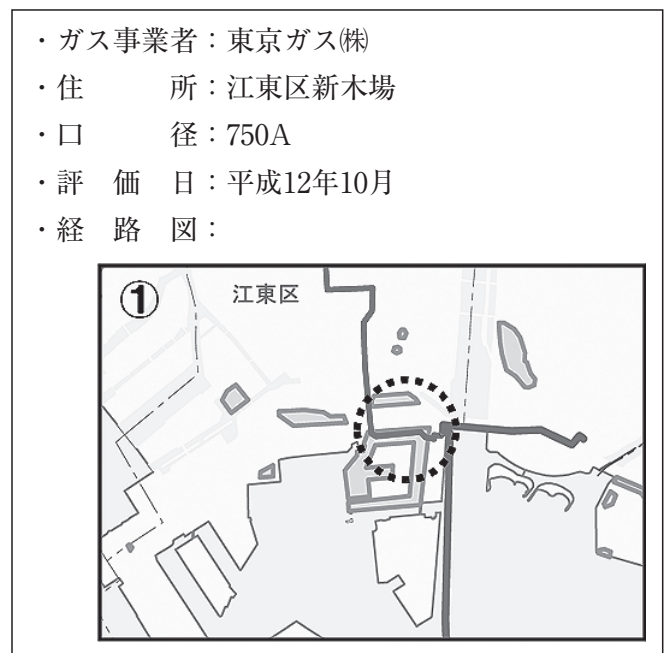 ・ガス事業者：東京ガス㈱
・住　　　所：江東区新木場
・口　　　径：750A
・評　価　日：平成12年10月
・経　路　図：
① 江東区